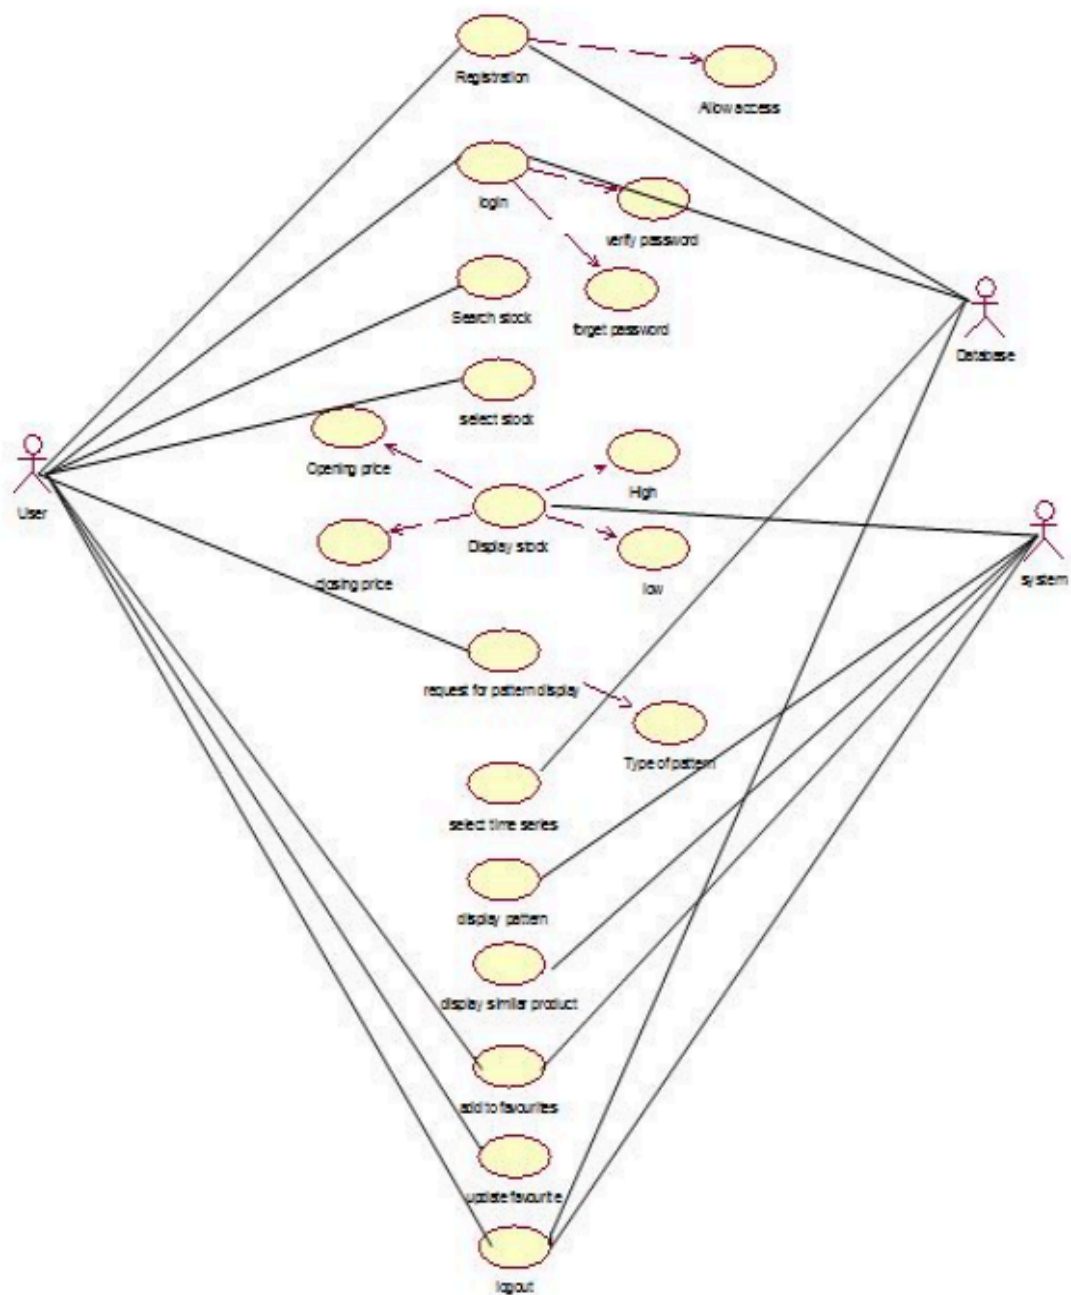 Registration
Allow access
login
verify password
Search stock
forget password
Database
select stock
Opening price
High
User
Display stock
closing price
low
system
request for pattern display
Type of pattern
select time series
display pattern
display similar product
add to favourites
update favourite
logout